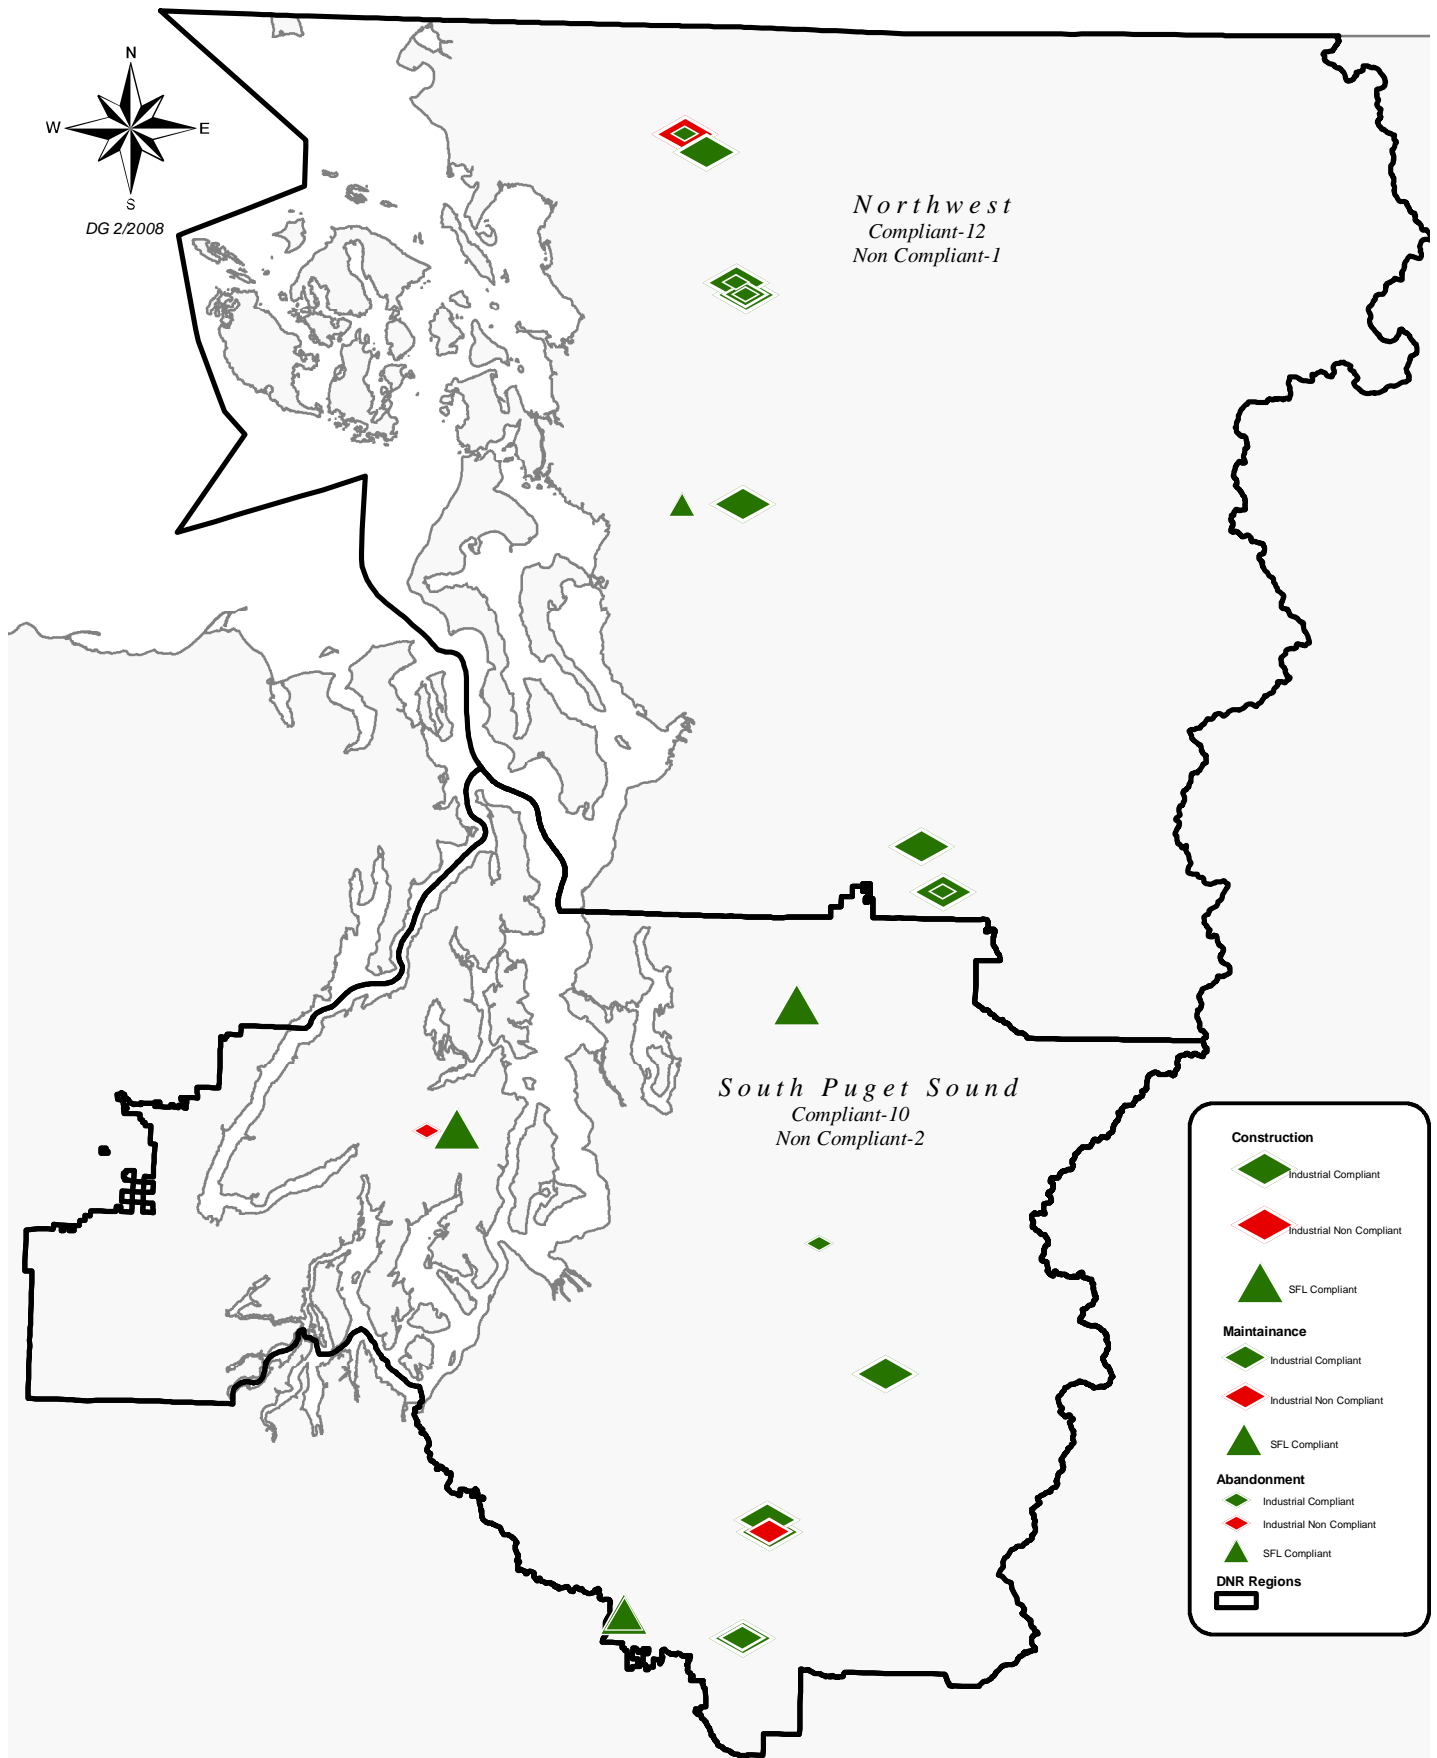 N
W E
S
DG 2/2008
Northwest
Compliant-12
Non Compliant-1
South Puget Sound
Compliant-10
Non Compliant-2
Construction
Industrial Compliant
Industrial Non Compliant
SFL Compliant
Maintainance
Industrial Compliant
Industrial Non Compliant
SFL Compliant
Abandonment
Industrial Compliant
Industrial Non Compliant
SFL Compliant
DNR Regions